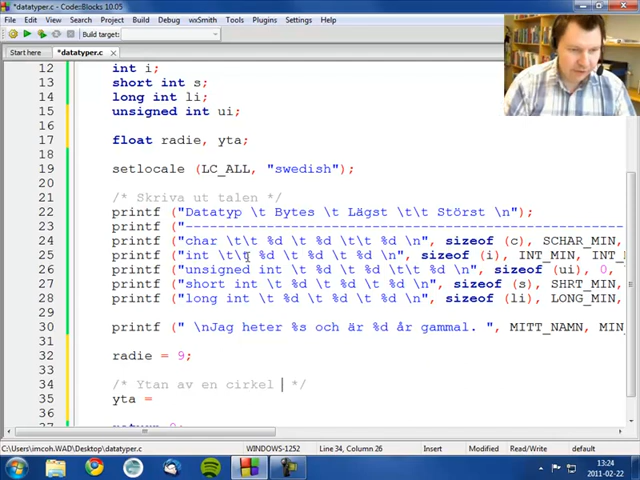 *datatyper.c - Code::Blocks 10.05
File Edit View Search Project Build Debug wxSmith Tools Plugins Settings Help
Build target:
Start here *datatyper.c
12 int i;
13 short int s;
14 long int li;
15 unsigned int ui;
16
17 float radie, yta;
18
19 setlocale (LC_ALL, "swedish");
20
21 /* Skriva ut talen */
22 printf ("Datatyp \t Bytes \t Lägst \t\t Störst \n");
23 printf ("---------------------------------------------------------------
24 printf ("char \t\t %d \t %d \t\t %d \n", sizeof (c), SCHAR_MIN,
25 printf ("int \t\t %d \t %d \t %d \n", sizeof (i), INT_MIN, INT_
26 printf ("unsigned int \t %d \t %d \t\t %d \n", sizeof (ui), 0,
27 printf ("short int \t %d \t %d \t %d \n", sizeof (s), SHRT_MIN,
28 printf ("long int \t %d \t %d \t %d \n", sizeof (li), LONG_MIN,
29
30 printf (" \nJag heter %s och är %d år gammal. ", MITT_NAMN, MIN_
31
32 radie = 9;
33
34 /* Ytan av en cirkel */
35 yta =
36
C:\Users\imcoh.WAD\Desktop\datatyper.c WINDOWS-1252 Line 34, Column 26 Insert Modified Read/Write default
13:24
2011-02-22